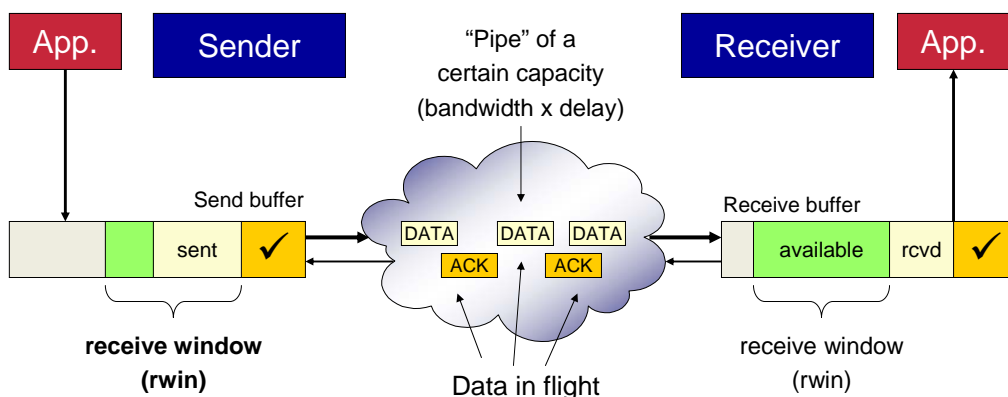 App.
Sender
“Pipe” of a
certain capacity
(bandwidth x delay)
Receiver
App.
Send buffer
Receive buffer
sent
✓
DATA
DATA
DATA
ACK
ACK
available
rcvd
✓
receive window
(rwin)
Data in flight
receive window
(rwin)